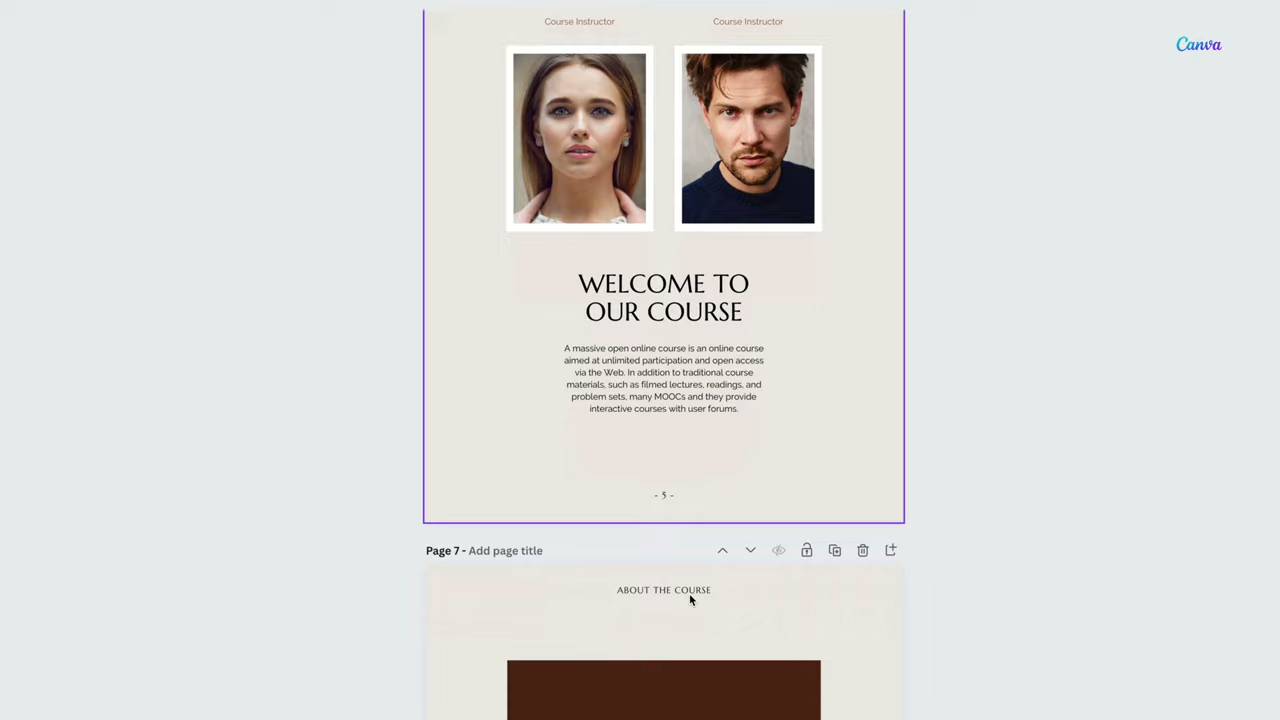 Course Instructor
Course Instructor
Canva
WELCOME TO
OUR COURSE
A massive open online course is an online course
aimed at unlimited participation and open access
via the Web. In addition to traditional course
materials, such as filmed lectures, readings, and
problem sets, many MOOCs and they provide
interactive courses with user forums.
- 5 -
Page 7 - Add page title
ABOUT THE COURSE